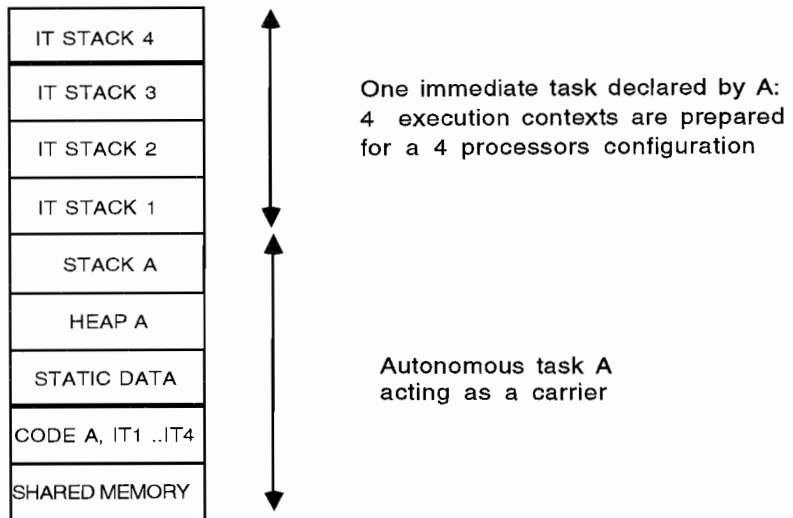 IT STACK 4
IT STACK 3
IT STACK 2
IT STACK 1
STACK A
HEAP A
STATIC DATA
CODE A, IT1 ..IT4
SHARED MEMORY
One immediate task declared by A:
4 execution contexts are prepared
for a 4 processors configuration
Autonomous task A
acting as a carrier